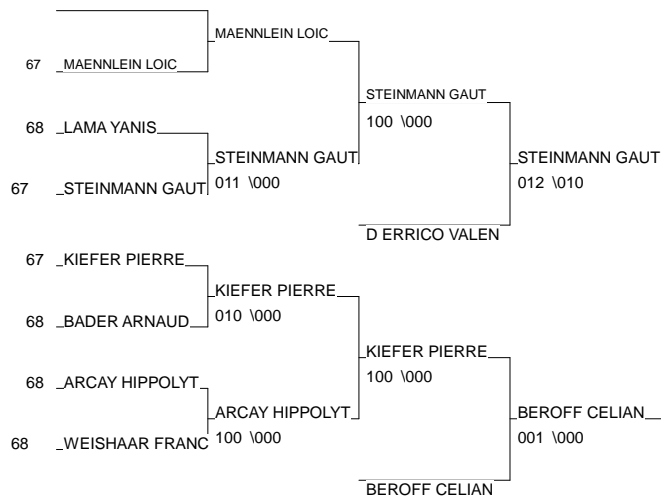 MAENNLEIN LOIC
67 MAENNLEIN LOIC
STEINMANN GAUT
100 \000
68 LAMA YANIS
STEINMANN GAUT
011 \000
STEINMANN GAUT
012 \010
67 STEINMANN GAUT
D ERRICO VALEN
67 KIEFER PIERRE
KIEFER PIERRE
010 \000
68 BADER ARNAUD
KIEFER PIERRE
100 \000
68 ARCAY HIPPOLYT
ARCAY HIPPOLYT
100 \000
BEROFF CELIAN
001 \000
68 WEISHAAR FRANC
BEROFF CELIAN